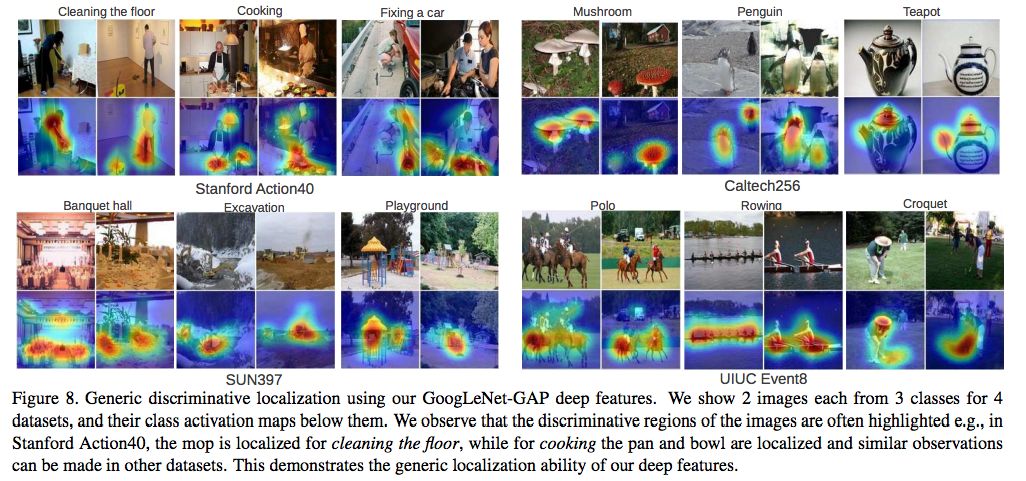 Cleaning the floor Cooking Fixing a car Mushroom Penguin Teapot
Stanford Action40 Caltech256
Banquet hall Excavation Playground Polo Rowing Croquet
SUN397 UIUC Event8
Figure 8. Generic discriminative localization using our GoogLeNet-GAP deep features. We show 2 images each from 3 classes for 4
datasets, and their class activation maps below them. We observe that the discriminative regions of the images are often highlighted e.g., in
Stanford Action40, the mop is localized for cleaning the floor, while for cooking the pan and bowl are localized and similar observations
can be made in other datasets. This demonstrates the generic localization ability of our deep features.